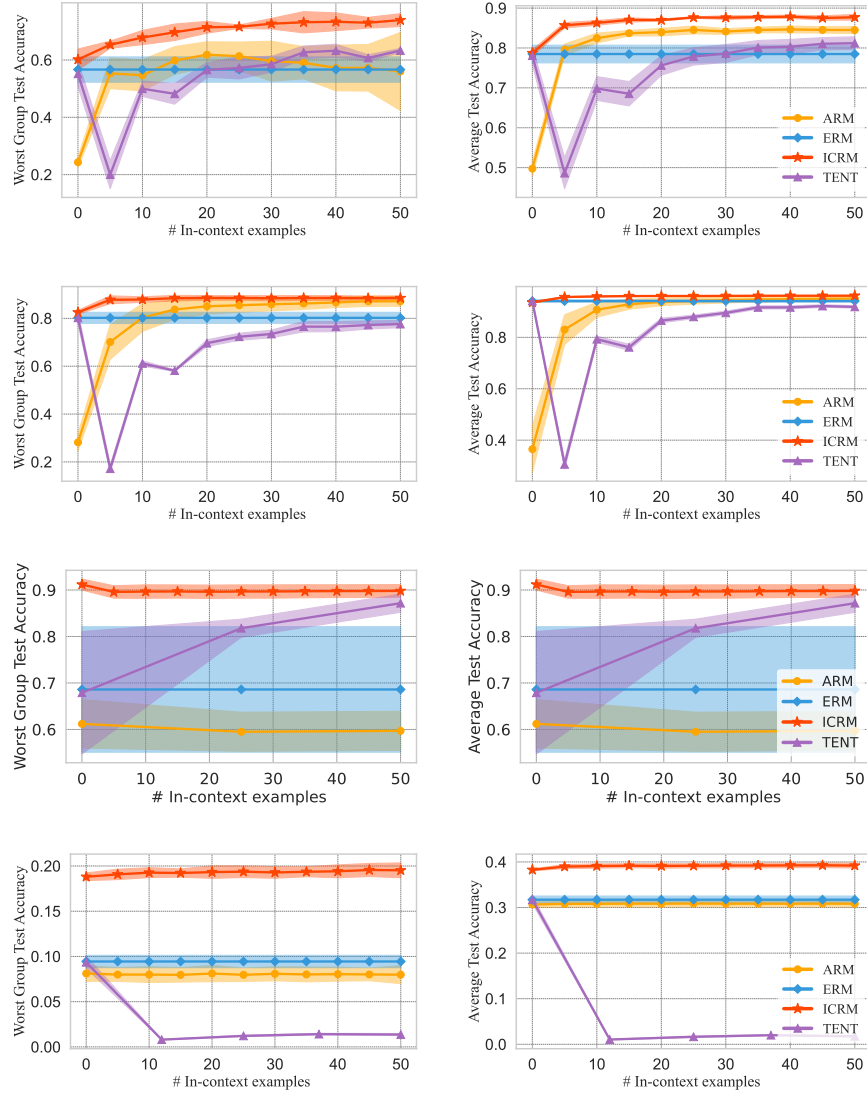 Worst Group Test Accuracy
0.6
0.4
0.2
0 10 20 30 40 50
# In-context examples
Average Test Accuracy
0.9
0.8
0.7
0.6
0.5
0 10 20 30 40 50
# In-context examples
ARM
ERM
ICRM
TENT
Worst Group Test Accuracy
0.8
0.6
0.4
0.2
0 10 20 30 40 50
# In-context examples
Average Test Accuracy
0.8
0.6
0.4
0 10 20 30 40 50
# In-context examples
ARM
ERM
ICRM
TENT
Worst Group Test Accuracy
0.9
0.8
0.7
0.6
0 10 20 30 40 50
# In-context examples
Average Test Accuracy
0.9
0.8
0.7
0.6
0 10 20 30 40 50
# In-context examples
ARM
ERM
ICRM
TENT
Worst Group Test Accuracy
0.20
0.15
0.10
0.05
0.00
0 10 20 30 40 50
# In-context examples
Average Test Accuracy
0.4
0.3
0.2
0.1
0.0
0 10 20 30 40 50
# In-context examples
ARM
ERM
ICRM
TENT